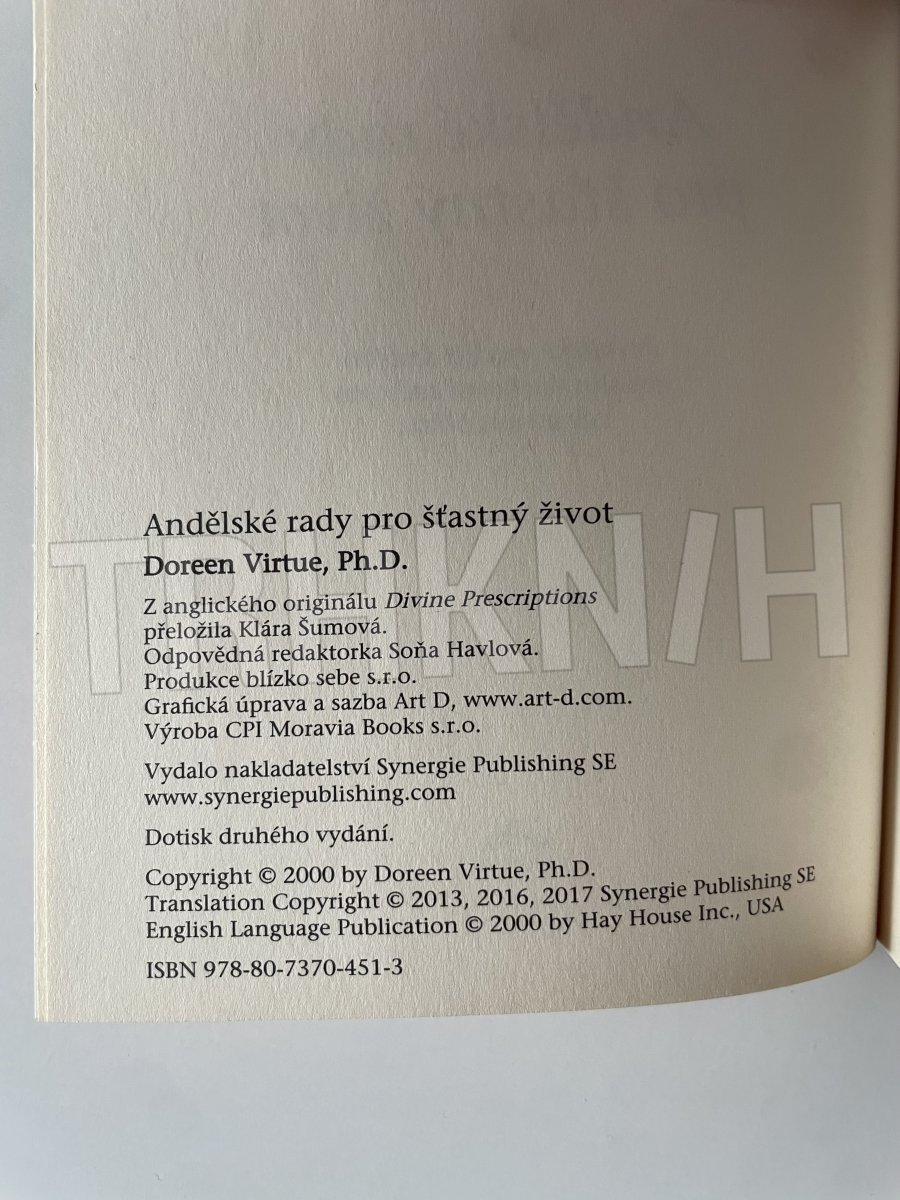 Andělské rady pro šťastný život
Doreen Virtue, Ph.D.
Z anglického originálu Divine Prescriptions
přeložila Klára Šumová.
Odpovědná redaktorka Soňa Havlová.
Produkce blízko sebe s.r.o.
Grafická úprava a sazba Art D, www.art-d.com.
Výroba CPI Moravia Books s.r.o.
Vydalo nakladatelství Synergie Publishing SE
www.synergiepublishing.com
Dotisk druhého vydání.
Copyright © 2000 by Doreen Virtue, Ph.D.
Translation Copyright © 2013, 2016, 2017 Synergie Publishing SE
English Language Publication © 2000 by Hay House Inc., USA
ISBN 978-80-7370-451-3